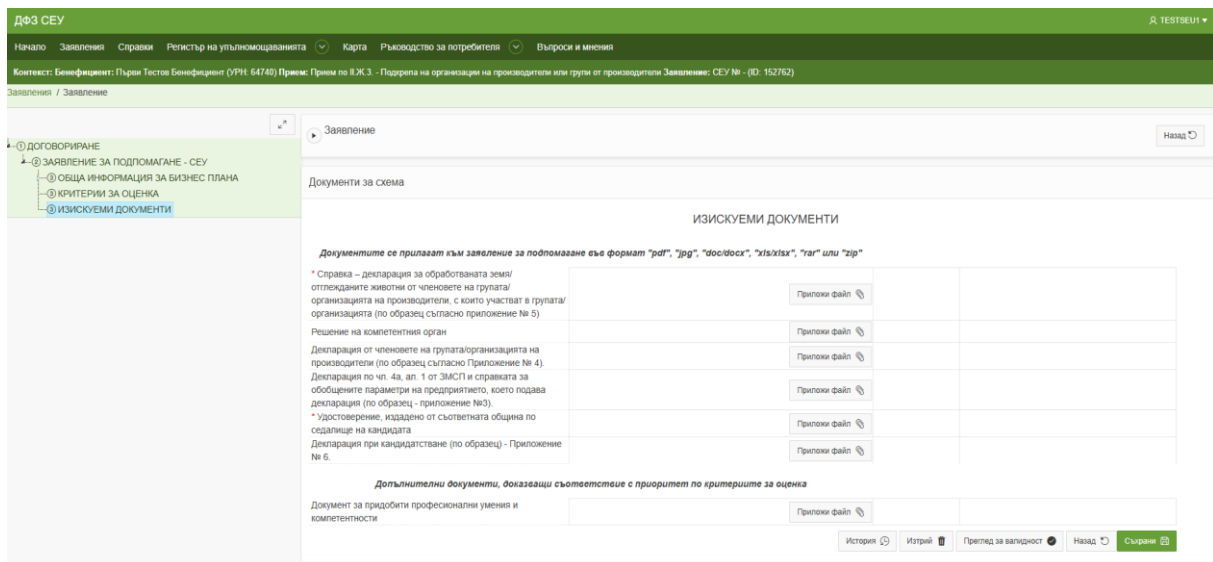 ДФЗ СЕУ
TESTSEU1
Начало Заявления Справки Регистър на упълномощаванията Карта Ръководство за потребителя Въпроси и мнения
Контекст: Бенефициент: Първи Тестов Бенефициент (УРН: 64740) Прием: Прием по II.Ж.3. - Подкрепа на организации на производители или групи от производители Заявление: СЕУ № - (ID: 152762)
Заявления / Заявление
Заявление
Назад
① ДОГОВОРИРАНЕ
② ЗАЯВЛЕНИЕ ЗА ПОДПОМАГАНЕ - СЕУ
③ ОБЩА ИНФОРМАЦИЯ ЗА БИЗНЕС ПЛАНА
③ КРИТЕРИИ ЗА ОЦЕНКА
③ ИЗИСКУЕМИ ДОКУМЕНТИ
Документи за схема
ИЗИСКУЕМИ ДОКУМЕНТИ
Документите се прилагат към заявление за подпомагане във формат "pdf", "jpg", "doc/docx", "xls/xlsx", "rar" или "zip"
* Справка – декларация за обработваната земя/
отглежданите животни от членовете на групата/
организацията на производители, с които участват в групата/
организацията (по образец съгласно приложение № 5)
Приложи файл
Решение на компетентния орган
Приложи файл
Декларация от членовете на групата/организацията на
производители (по образец съгласно Приложение № 4).
Приложи файл
Декларация по чл. 4а, ал. 1 от ЗМСП и справката за
обобщените параметри на предприятието, което подава
декларация (по образец - приложение №3).
Приложи файл
* Удостоверение, издадено от съответната община по
седалище на кандидата
Приложи файл
Декларация при кандидатстване (по образец) - Приложение
№ 6.
Приложи файл
Допълнителни документи, доказващи съответствие с приоритет по критериите за оценка
Документ за придобити професионални умения и
компетентности
Приложи файл
История Изтрий Преглед за валидност Назад Съхрани